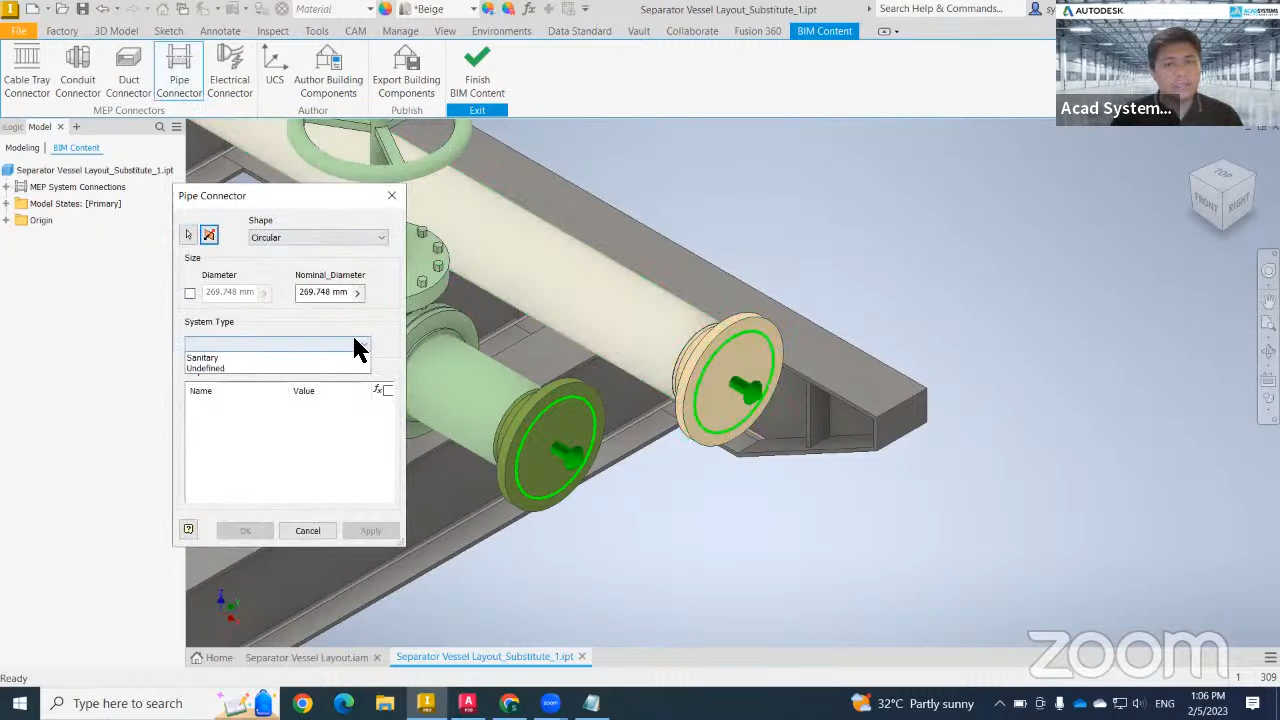 Material
*Beige
Separator Vessel Layout_Substitute_1.ipt
Search Help & Comments...
sy
File
Factory
Model
Sketch
Annotate
Inspect
Manage
View
Environments
Standard
Vault
Collaborate
Fusion 360
BIM Content
AUTODESK.
ACADSYSTEMS
Acad System...
Cable Tray
Connector
Conduit
Connector
Duct
Connector
Pipe
Connector
Electrical
Connector
UCS
Author Building
Components
Export Building
Components
Finish
BIM Content
MEP Connectors
Author
Publish
Exit
iLogic
Model
Modeling
BIM Content
Separator Vessel Layout_Substitute_1.ipt
MEP System Connections
Model States: [Primary]
Origin
Pipe Connector
Shape
Circular
Size
Diameter
Nominal_Diameter
269.748 mm
269.748 mm
System Type
Sanitary
Undefined
Name
Value
fx
OK
Cancel
Apply
TOP
FRONT
RIGHT
Z
Y
X
zoom
Home
Separator Vessel Layout.iam
Separator Vessel Layout_Substitute_1.ipt
Ready
1
309
Type here to search
32°C Partly sunny
ENG
1:06 PM
2/5/2023